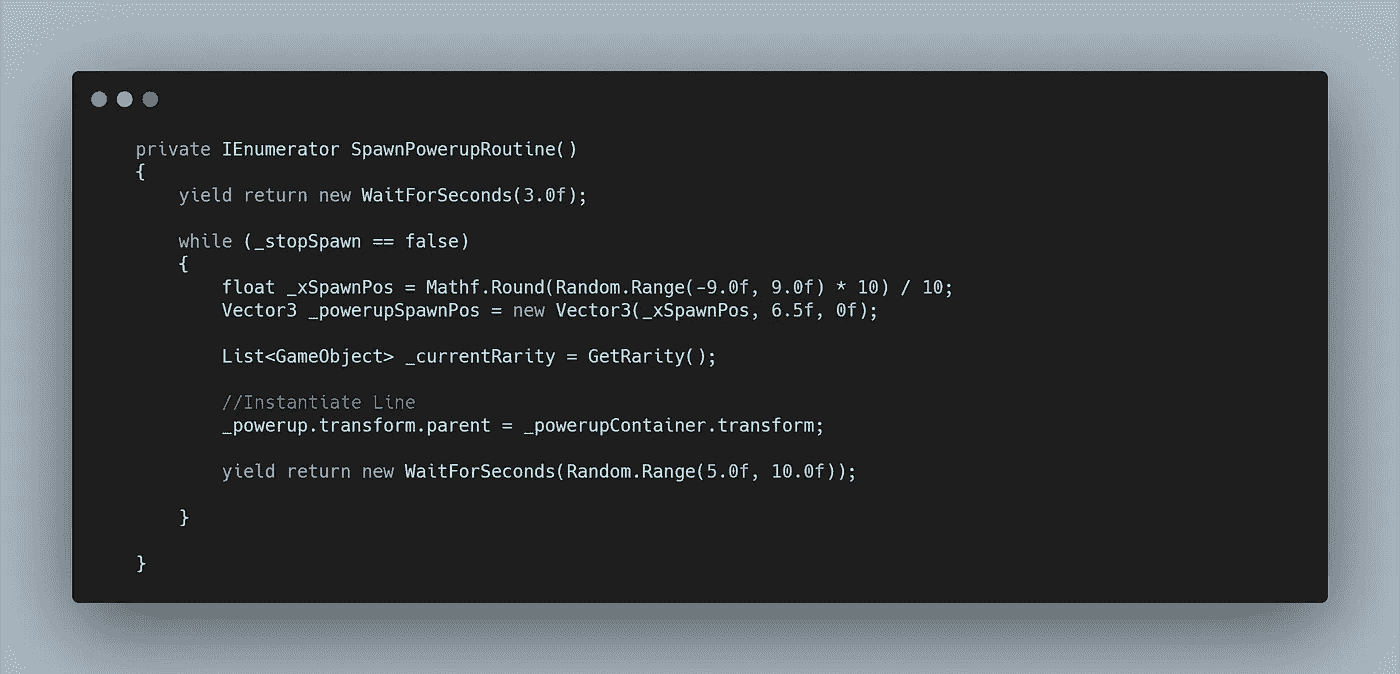 private IEnumerator SpawnPowerupRoutine()
{
    yield return new WaitForSeconds(3.0f);
    while (_stopSpawn == false)
    {
        float _xSpawnPos = Mathf.Round(Random.Range(-9.0f, 9.0f) * 10) / 10;
        Vector3 _powerupSpawnPos = new Vector3(_xSpawnPos, 6.5f, 0f);
        List<GameObject> _currentRarity = GetRarity();
        //Instantiate Line
        _powerup.transform.parent = _powerupContainer.transform;
        yield return new WaitForSeconds(Random.Range(5.0f, 10.0f));
    }
}